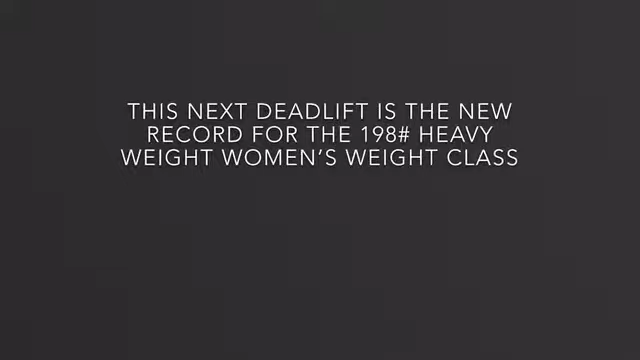 THIS NEXT DEADLIFT IS THE NEW
RECORD FOR THE 198# HEAVY
WEIGHT WOMEN’S WEIGHT CLASS